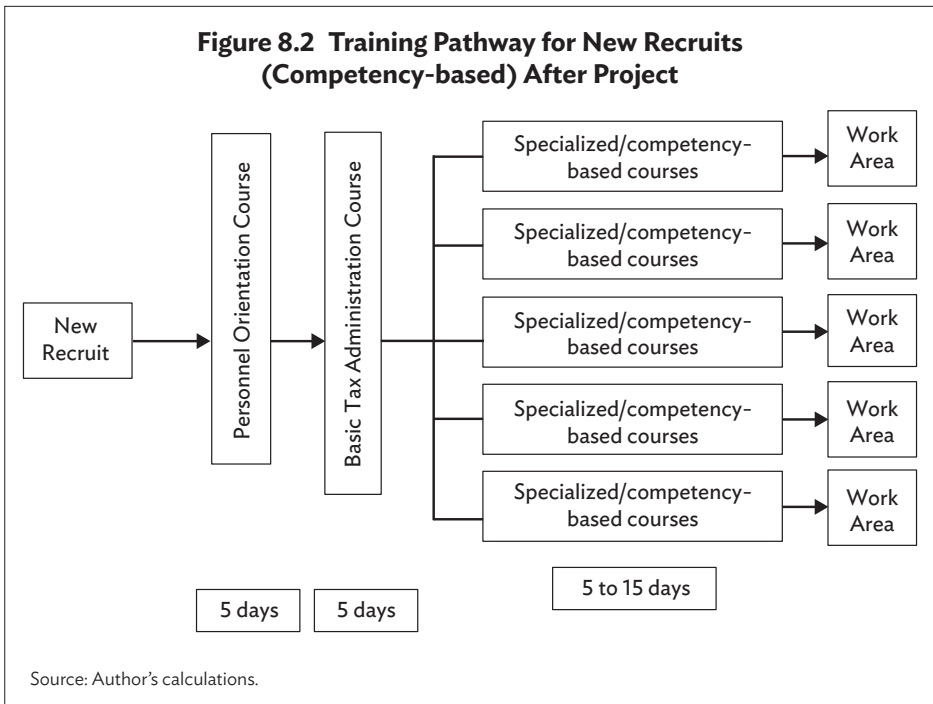 Figure 8.2  Training Pathway for New Recruits
(Competency-based) After Project
New
Recruit
Personnel Orientation Course
Basic Tax Administration Course
Specialized/competency-
based courses
Work
Area
Specialized/competency-
based courses
Work
Area
Specialized/competency-
based courses
Work
Area
Specialized/competency-
based courses
Work
Area
Specialized/competency-
based courses
Work
Area
5 days
5 days
5 to 15 days
Source: Author’s calculations.